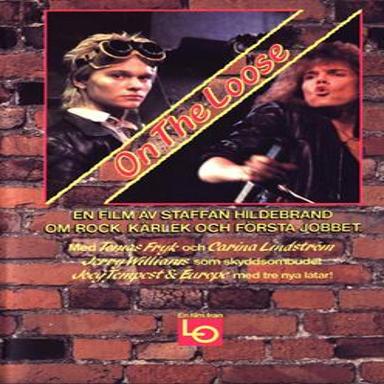 On The Loose
EN FILM AV STAFFAN HILDEBRAND
OM ROCK, KÄRLEK OCH FÖRSTA JOBBET
Med Tomas Fryk och Carina Lindström
Jerry Williams som skyddsombudet
Joey Tempest & Europe med tre nya låtar!
En film från
LO